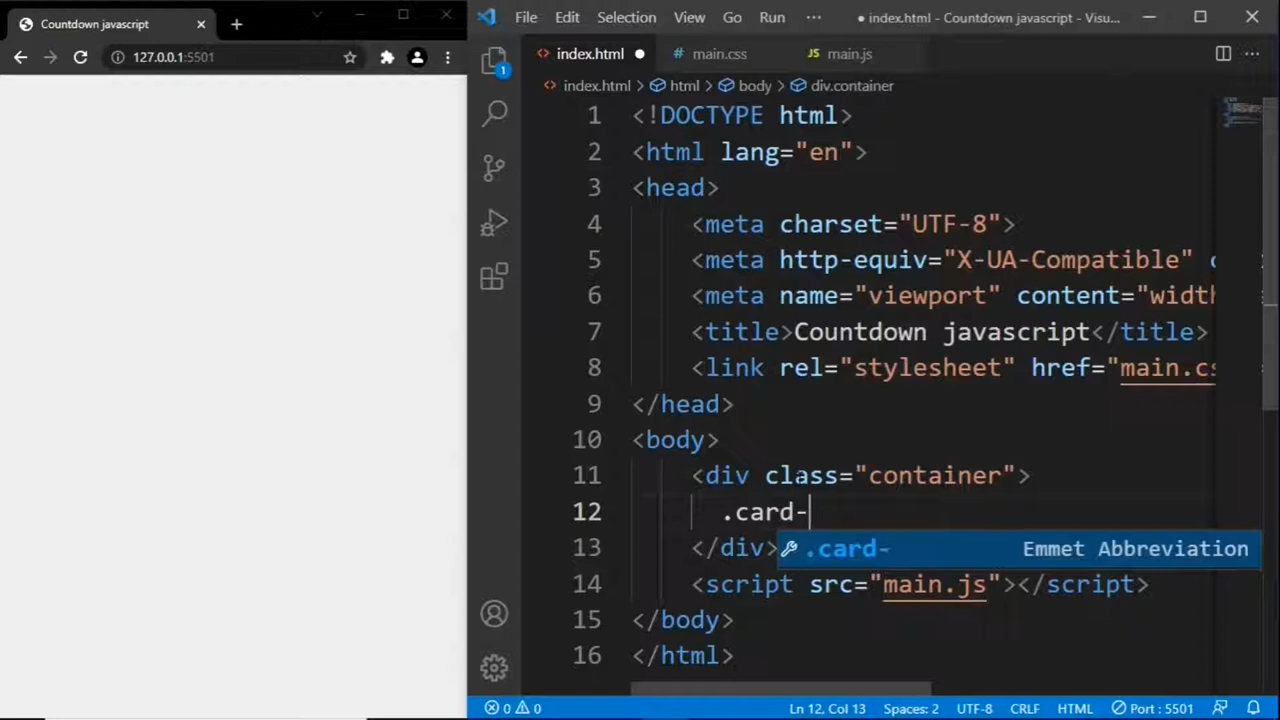 Countdown javascript
127.0.0.1:5501
File Edit Selection View Go Run ··· ● index.html - Countdown javascript - Visu...
index.html ● # main.css JS main.js
index.html > html > body > div.container
1
1 <!DOCTYPE html>
2 <html lang="en">
3 <head>
4 <meta charset="UTF-8">
5 <meta http-equiv="X-UA-Compatible" c
6 <meta name="viewport" content="width
7 <title>Countdown javascript</title>
8 <link rel="stylesheet" href="main.cs
9 </head>
10 <body>
11 <div class="container">
12 .card-
13 </div> .card- Emmet Abbreviation
14 <script src="main.js"></script>
15 </body>
16 </html>
0 0 Ln 12, Col 13 Spaces: 2 UTF-8 CRLF HTML Port : 5501